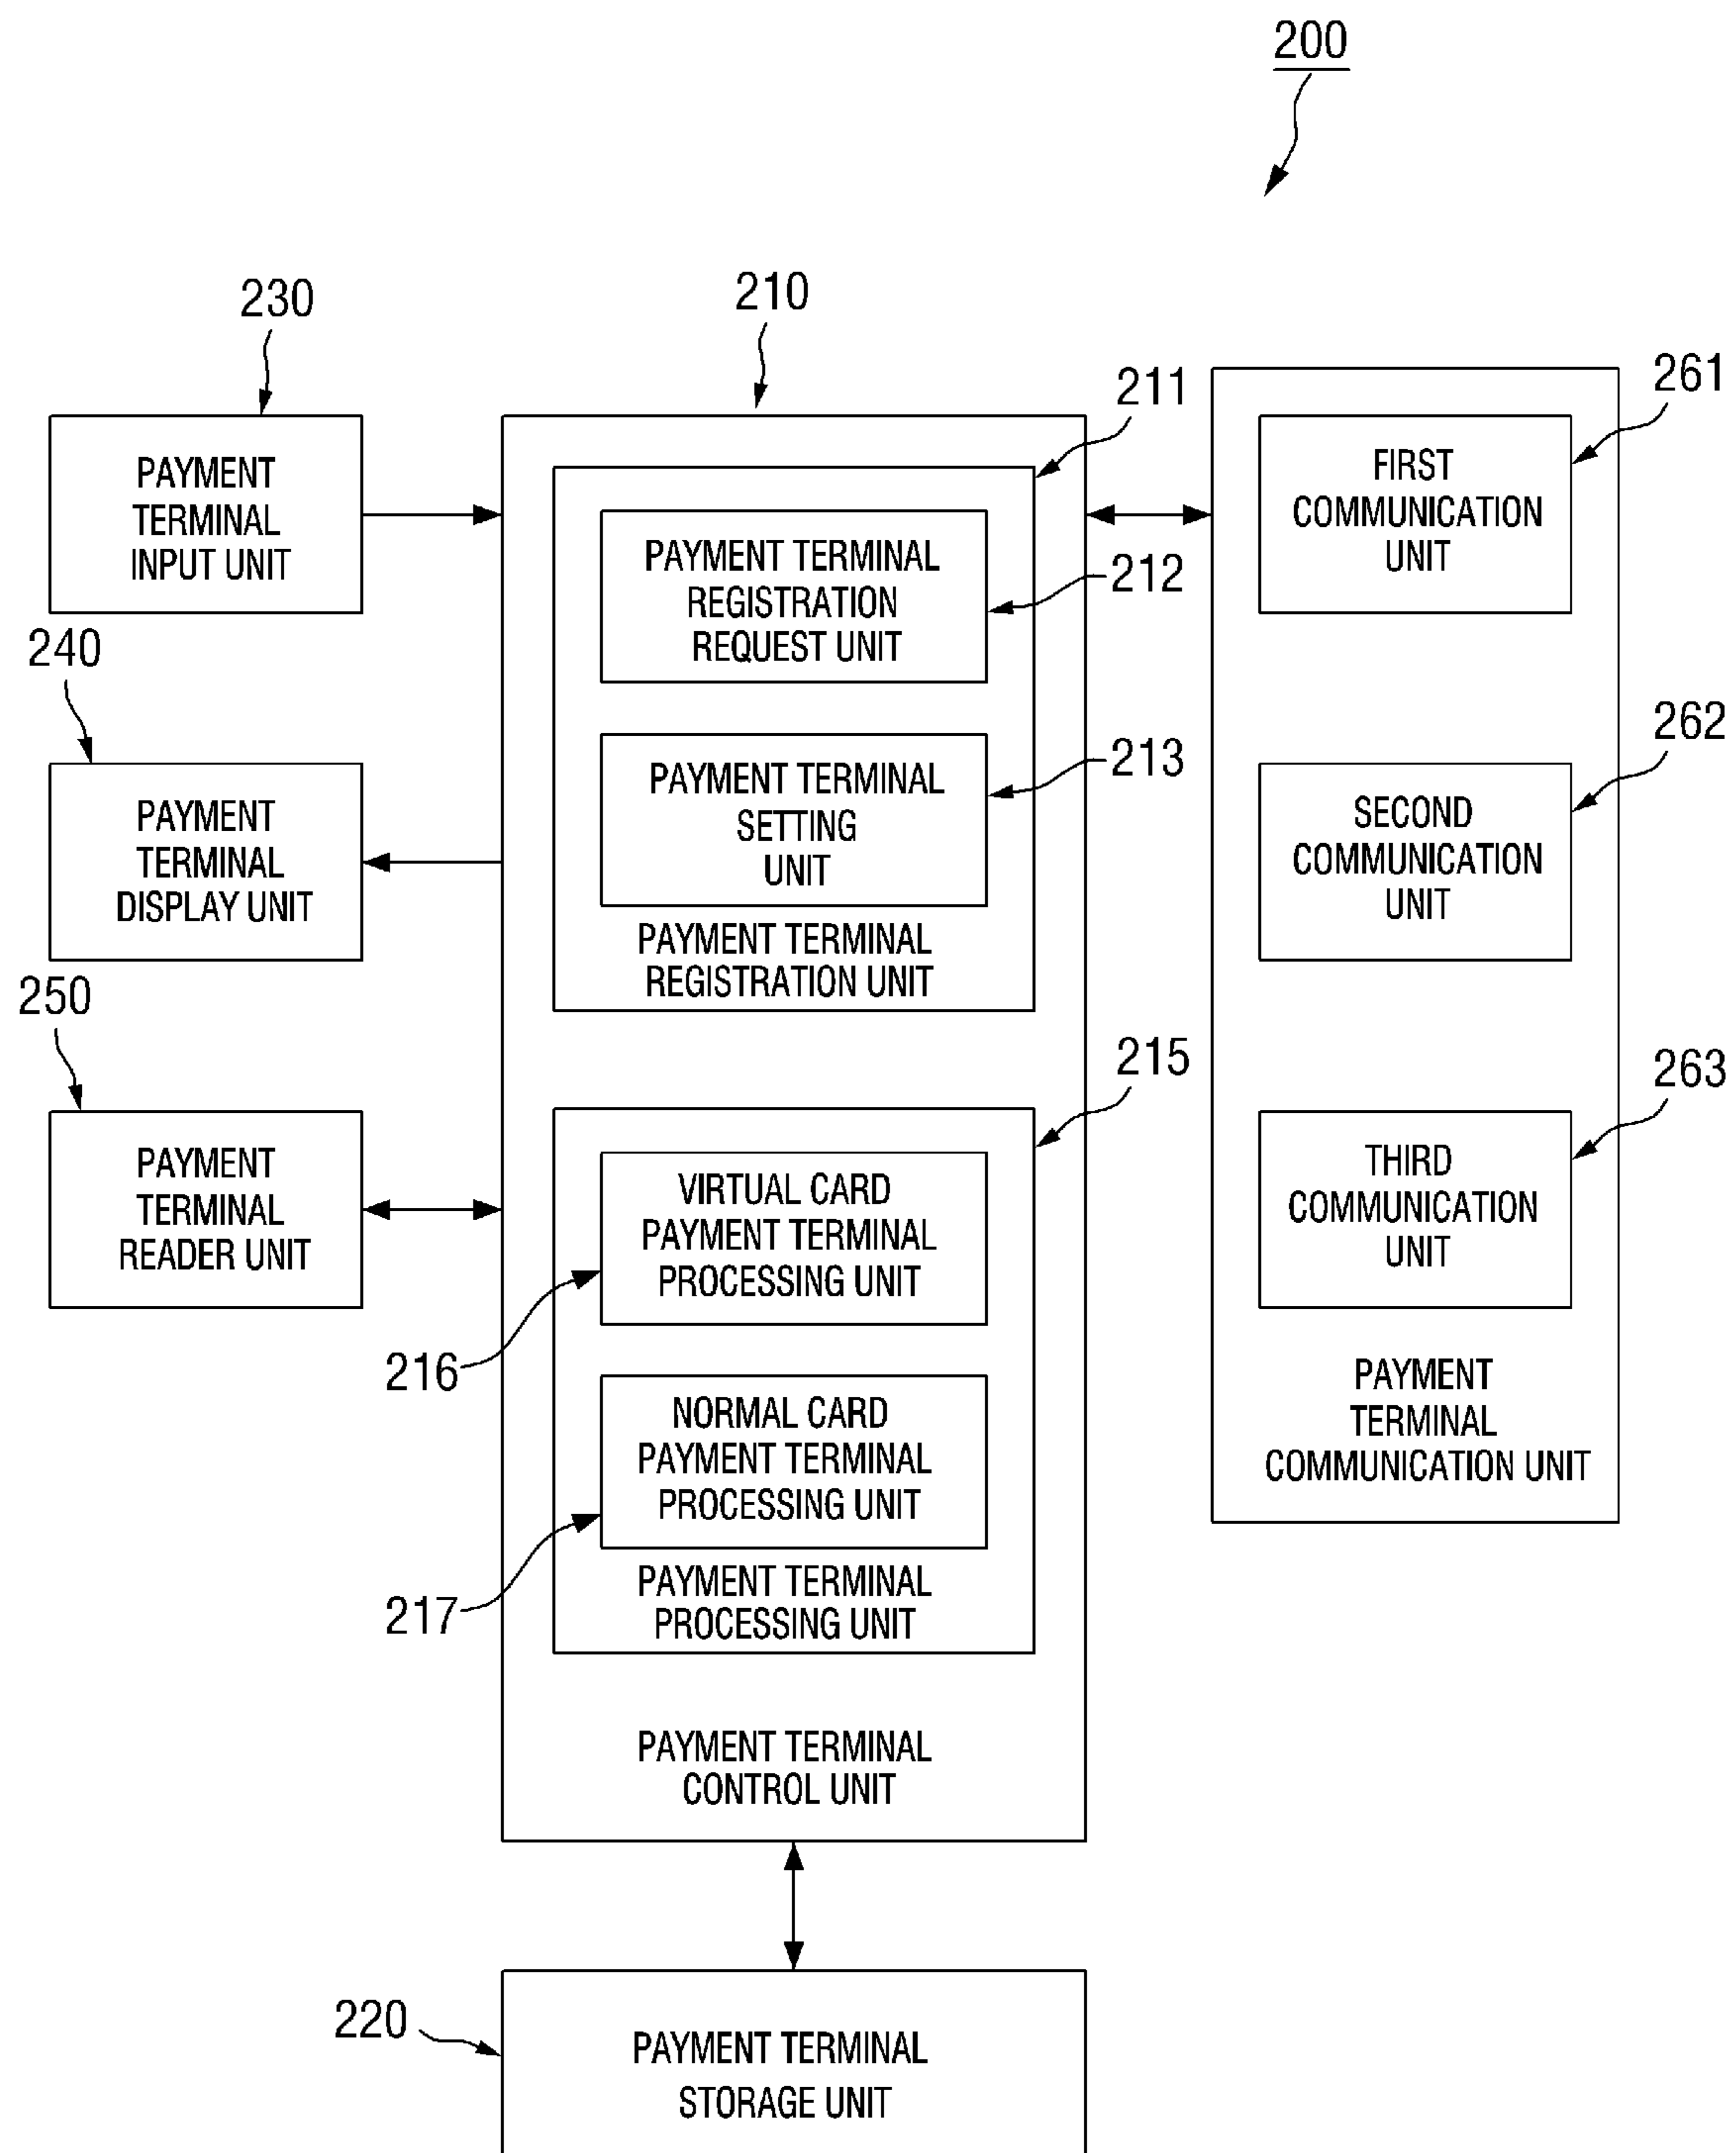 200
230
210
211
261
PAYMENT
TERMINAL
INPUT UNIT
PAYMENT TERMINAL
REGISTRATION
REQUEST UNIT
212
FIRST
COMMUNICATION
UNIT
240
PAYMENT
TERMINAL
DISPLAY UNIT
PAYMENT TERMINAL
SETTING
UNIT
213
PAYMENT TERMINAL
REGISTRATION UNIT
262
SECOND
COMMUNICATION
UNIT
250
PAYMENT
TERMINAL
READER UNIT
215
VIRTUAL CARD
PAYMENT TERMINAL
PROCESSING UNIT
216
NORMAL CARD
PAYMENT TERMINAL
PROCESSING UNIT
217
PAYMENT TERMINAL
PROCESSING UNIT
263
THIRD
COMMUNICATION
UNIT
PAYMENT
TERMINAL
COMMUNICATION UNIT
PAYMENT TERMINAL
CONTROL UNIT
220
PAYMENT TERMINAL
STORAGE UNIT